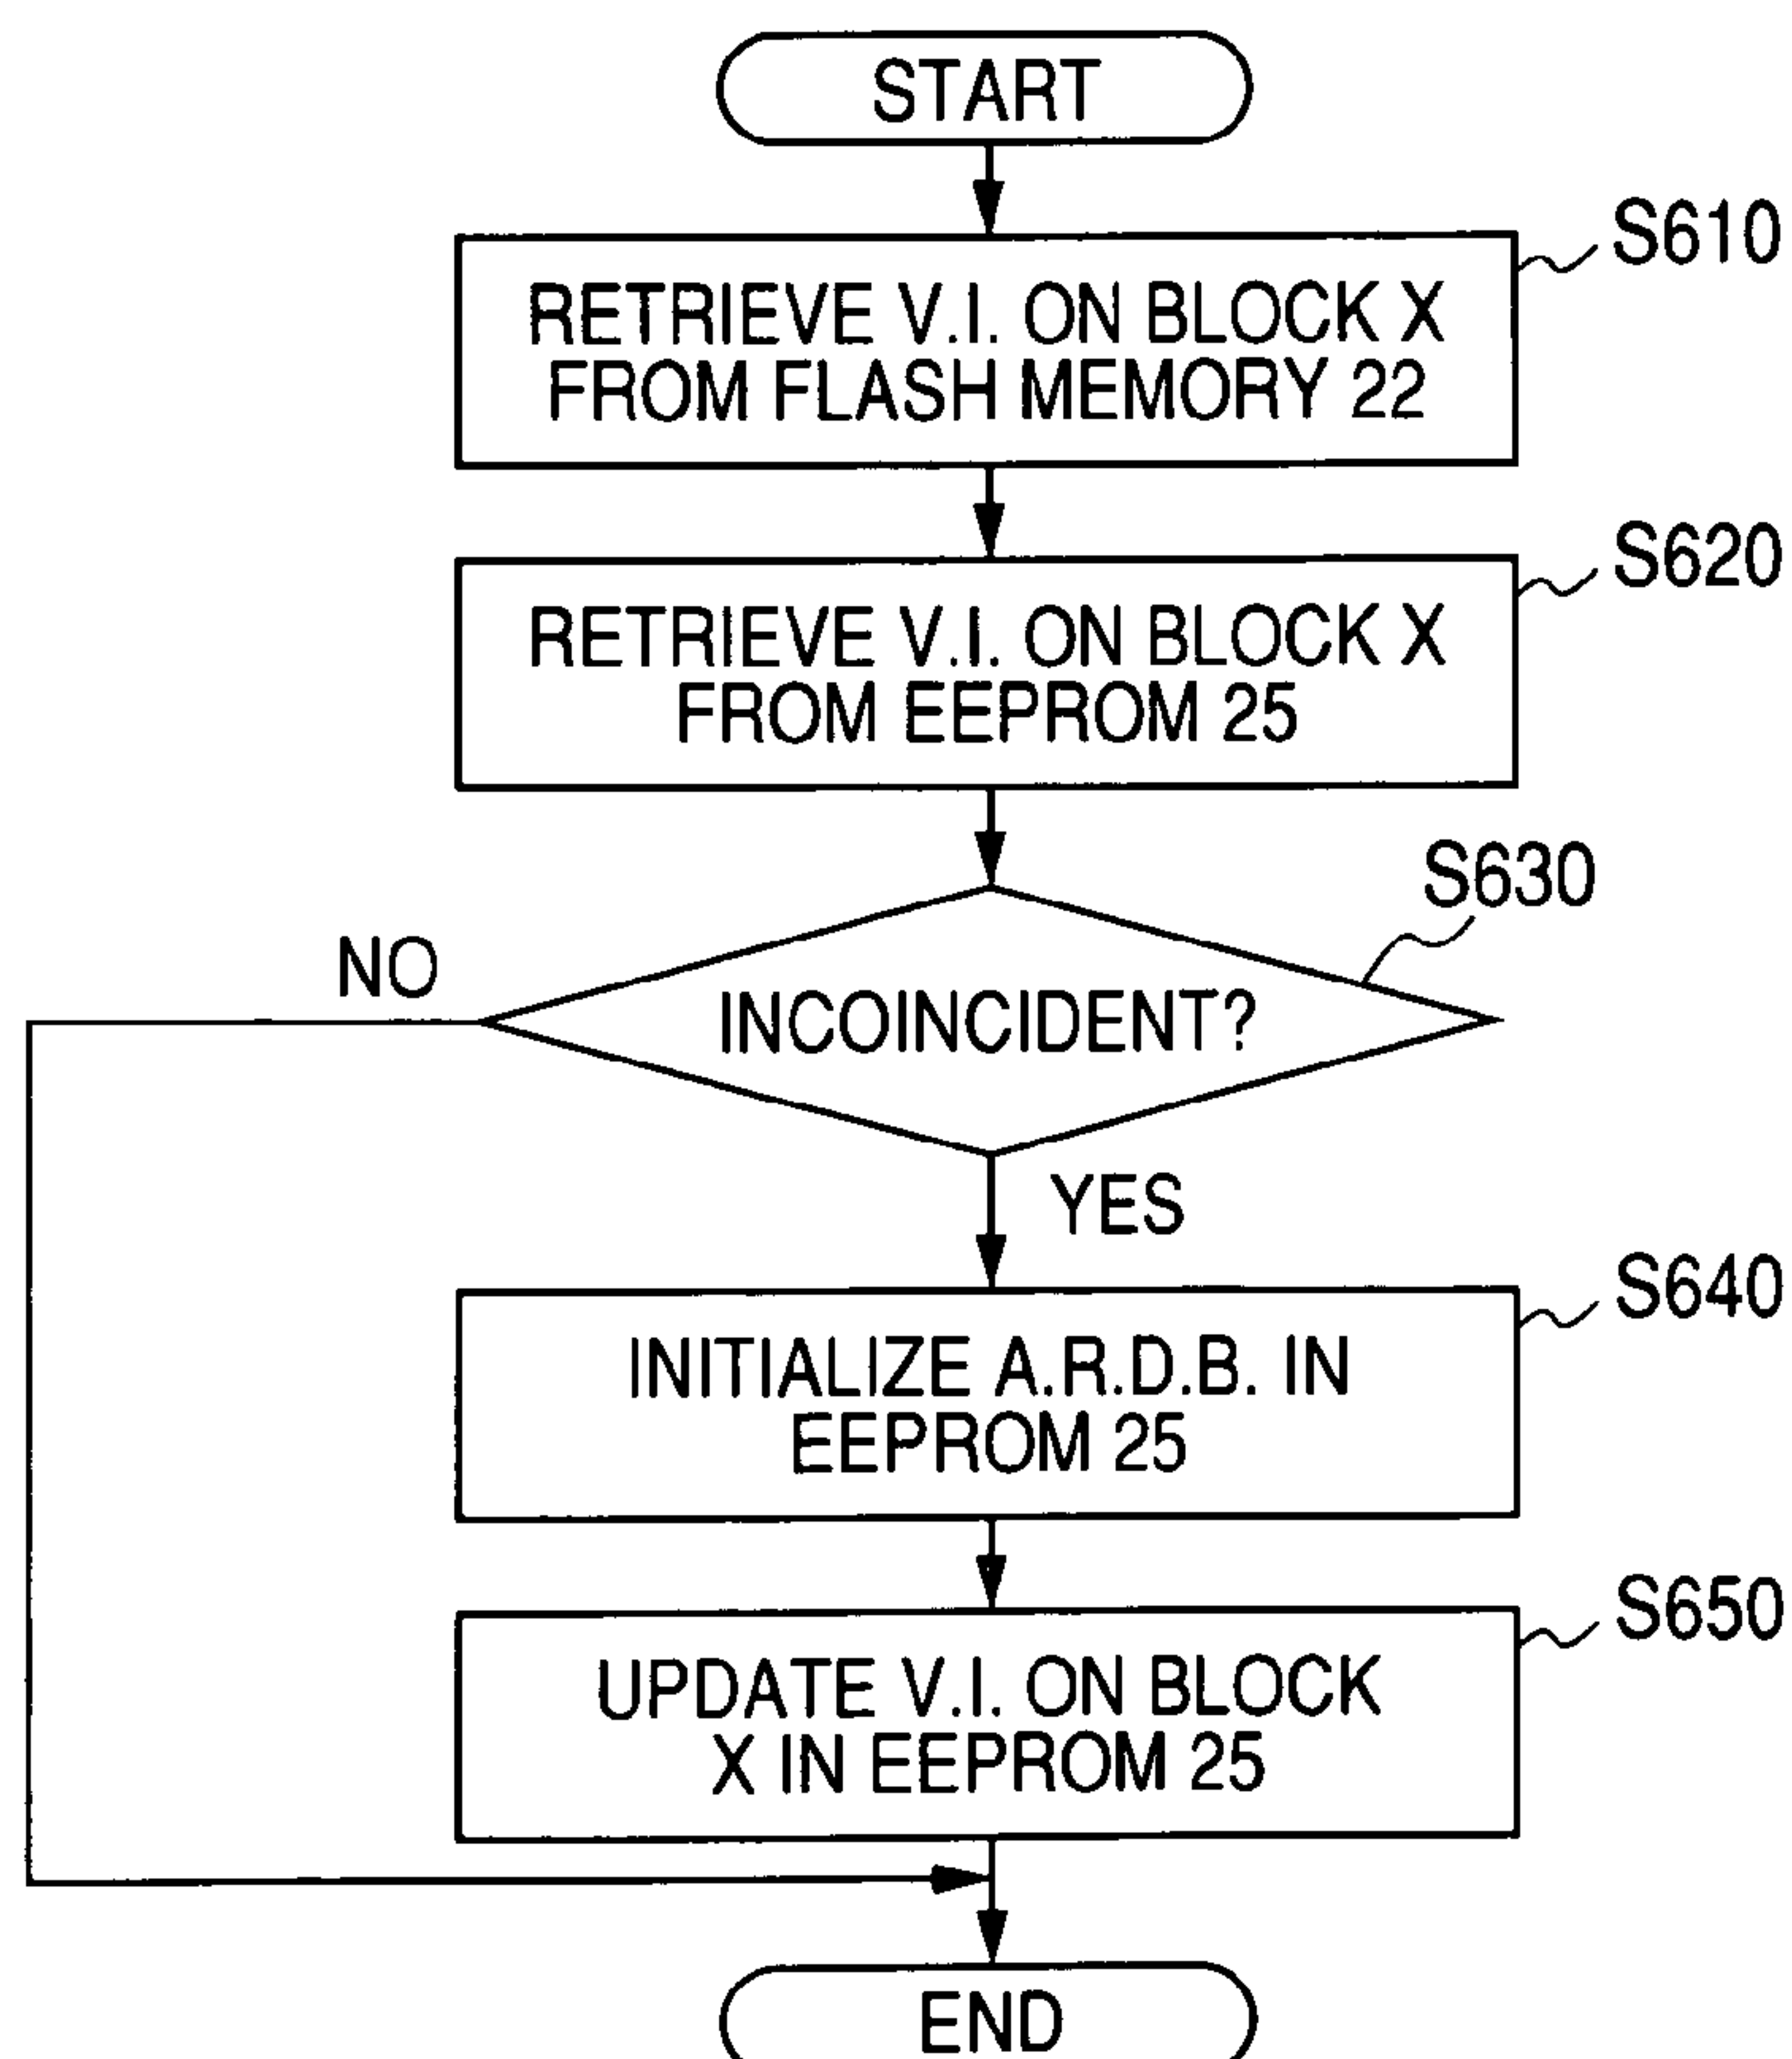 START
S610
RETRIEVE V.I. ON BLOCK X
FROM FLASH MEMORY 22
S620
RETRIEVE V.I. ON BLOCK X
FROM EEPROM 25
S630
NO
INCOINCIDENT?
YES
S640
INITIALIZE A.R.D.B. IN
EEPROM 25
S650
UPDATE V.I. ON BLOCK
X IN EEPROM 25
END